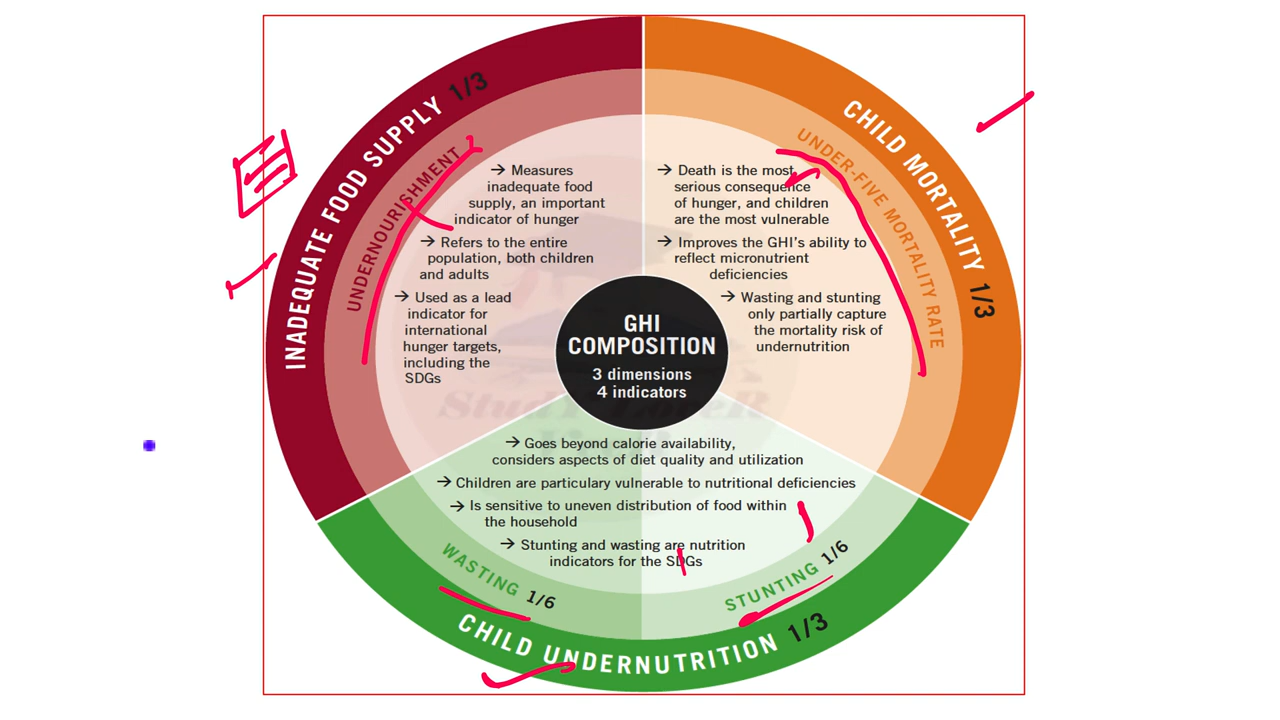 INADEQUATE FOOD SUPPLY 1/3
UNDERNOURISHMENT
→ Measures
inadequate food
supply, an important
indicator of hunger
→ Refers to the entire
population, both children
and adults
→ Used as a lead
indicator for
international
hunger targets,
including the
SDGs
CHILD MORTALITY 1/3
UNDER-FIVE MORTALITY RATE
→ Death is the most
serious consequence
of hunger, and children
are the most vulnerable
→ Improves the GHI's ability to
reflect micronutrient
deficiencies
→ Wasting and stunting
only partially capture
the mortality risk of
undernutrition
GHI
COMPOSITION
3 dimensions
4 indicators
→ Goes beyond calorie availability,
considers aspects of diet quality and utilization
→ Children are particulary vulnerable to nutritional deficiencies
→ Is sensitive to uneven distribution of food within
the household
→ Stunting and wasting are nutrition
indicators for the SDGs
WASTING 1/6
STUNTING 1/6
CHILD UNDERNUTRITION 1/3